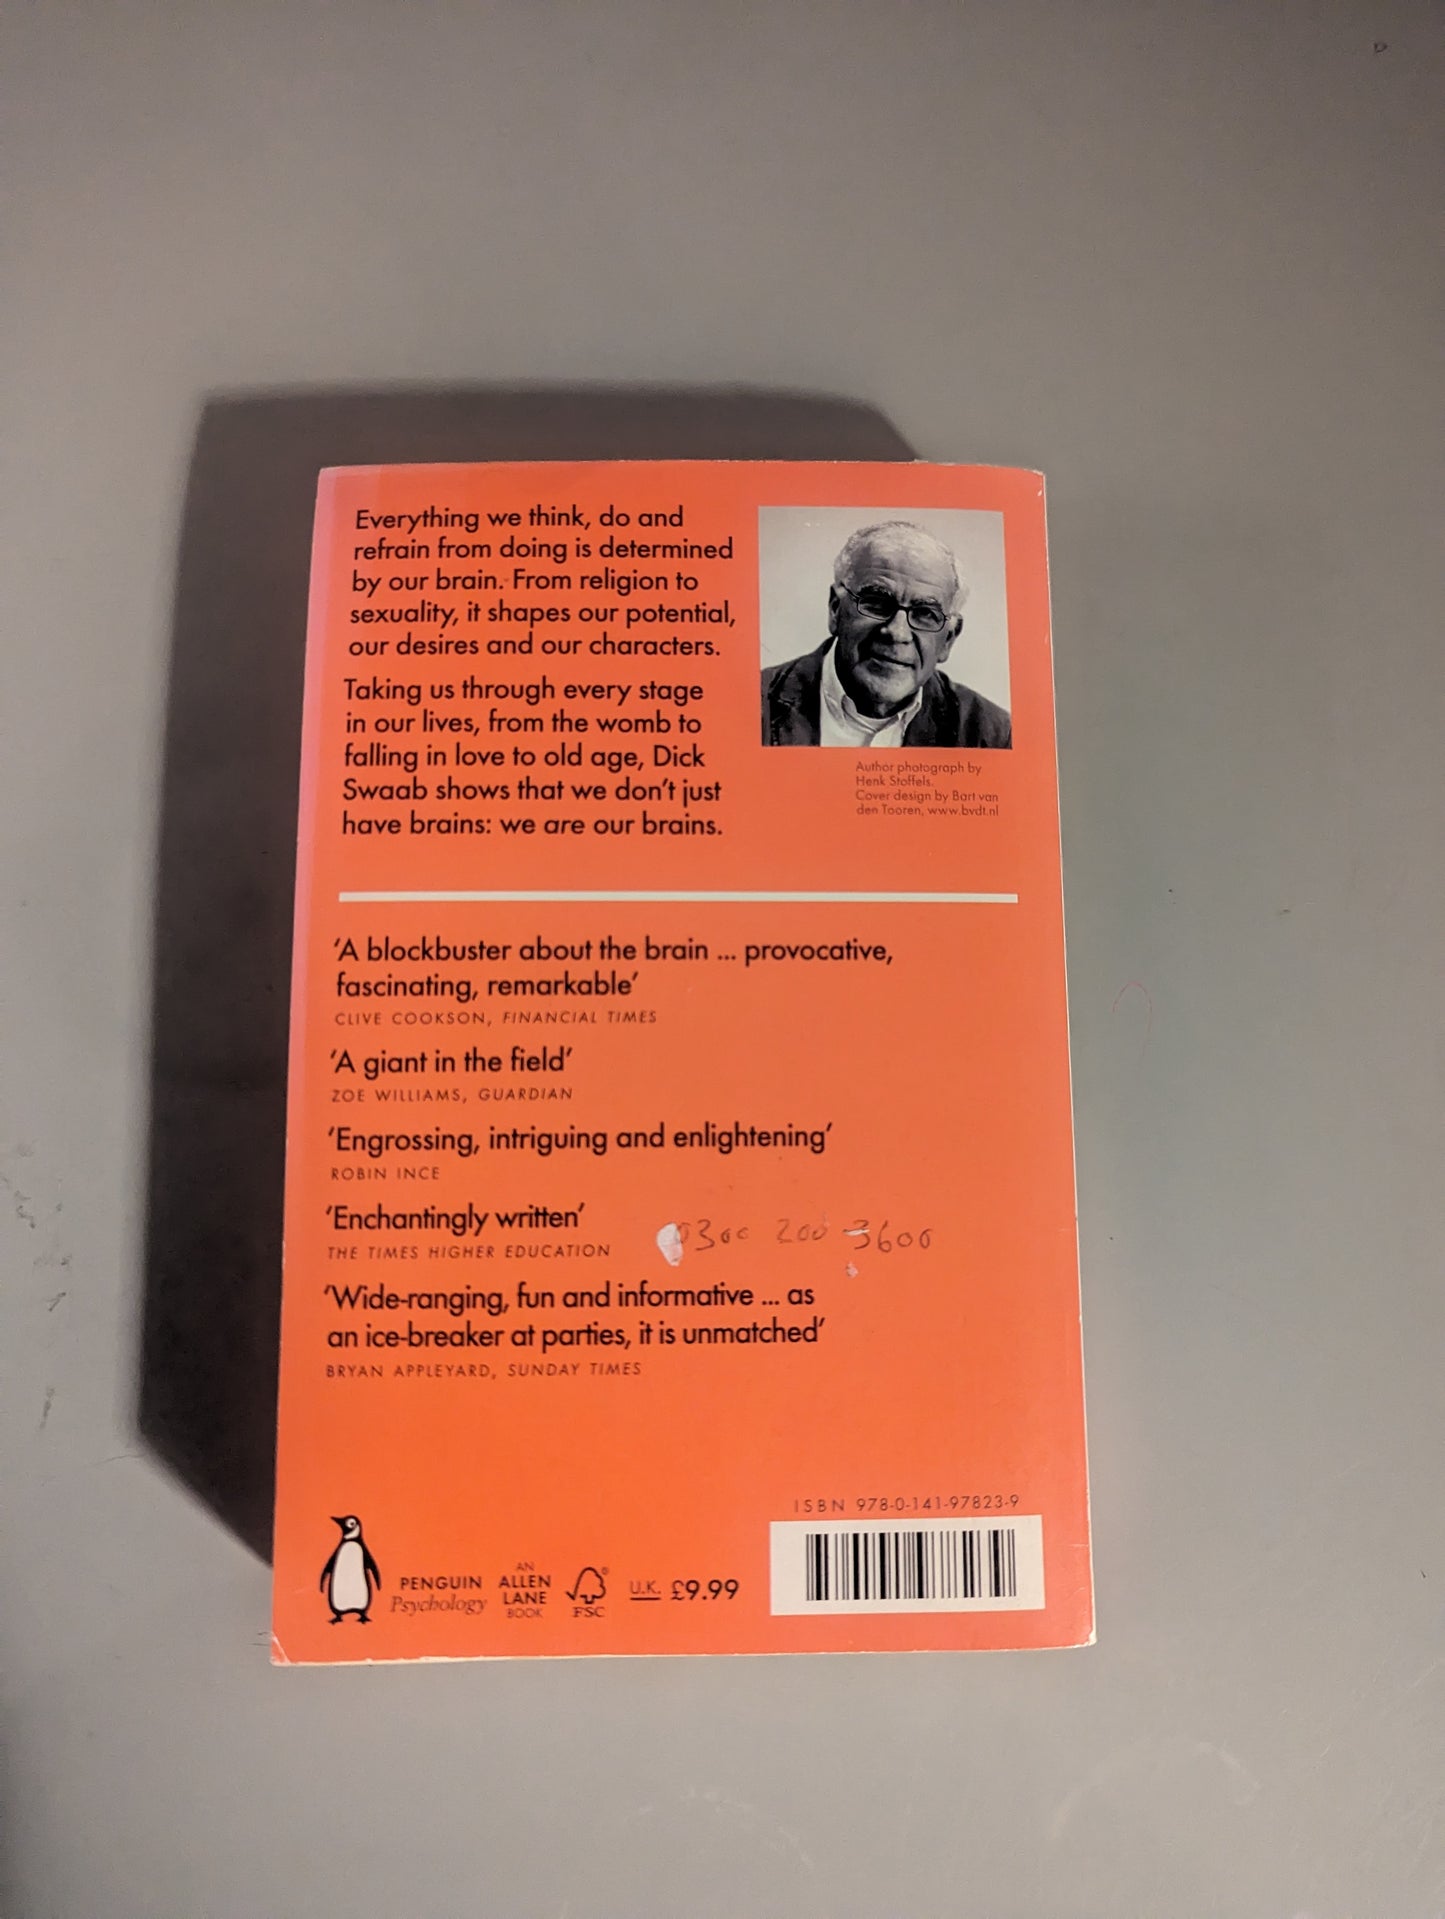 Everything we think, do and
refrain from doing is determined
by our brain. From religion to
sexuality, it shapes our potential,
our desires and our characters.
Taking us through every stage
in our lives, from the womb to
falling in love to old age, Dick
Swaab shows that we don't just
have brains: we are our brains.
Author photograph by
Henk Stoffels.
Cover design by Bart van
den Tooren, www.bvdt.nl
'A blockbuster about the brain ... provocative,
fascinating, remarkable'
CLIVE COOKSON, FINANCIAL TIMES
'A giant in the field'
ZOE WILLIAMS, GUARDIAN
'Engrossing, intriguing and enlightening'
ROBIN INCE
'Enchantingly written'
THE TIMES HIGHER EDUCATION
0300 200 3600
'Wide-ranging, fun and informative ... as
an ice-breaker at parties, it is unmatched'
BRYAN APPLEYARD, SUNDAY TIMES
ISBN 978-0-141-97823-9
PENGUIN
Psychology
AN
ALLEN
LANE
BOOK
FSC
U.K. £9.99